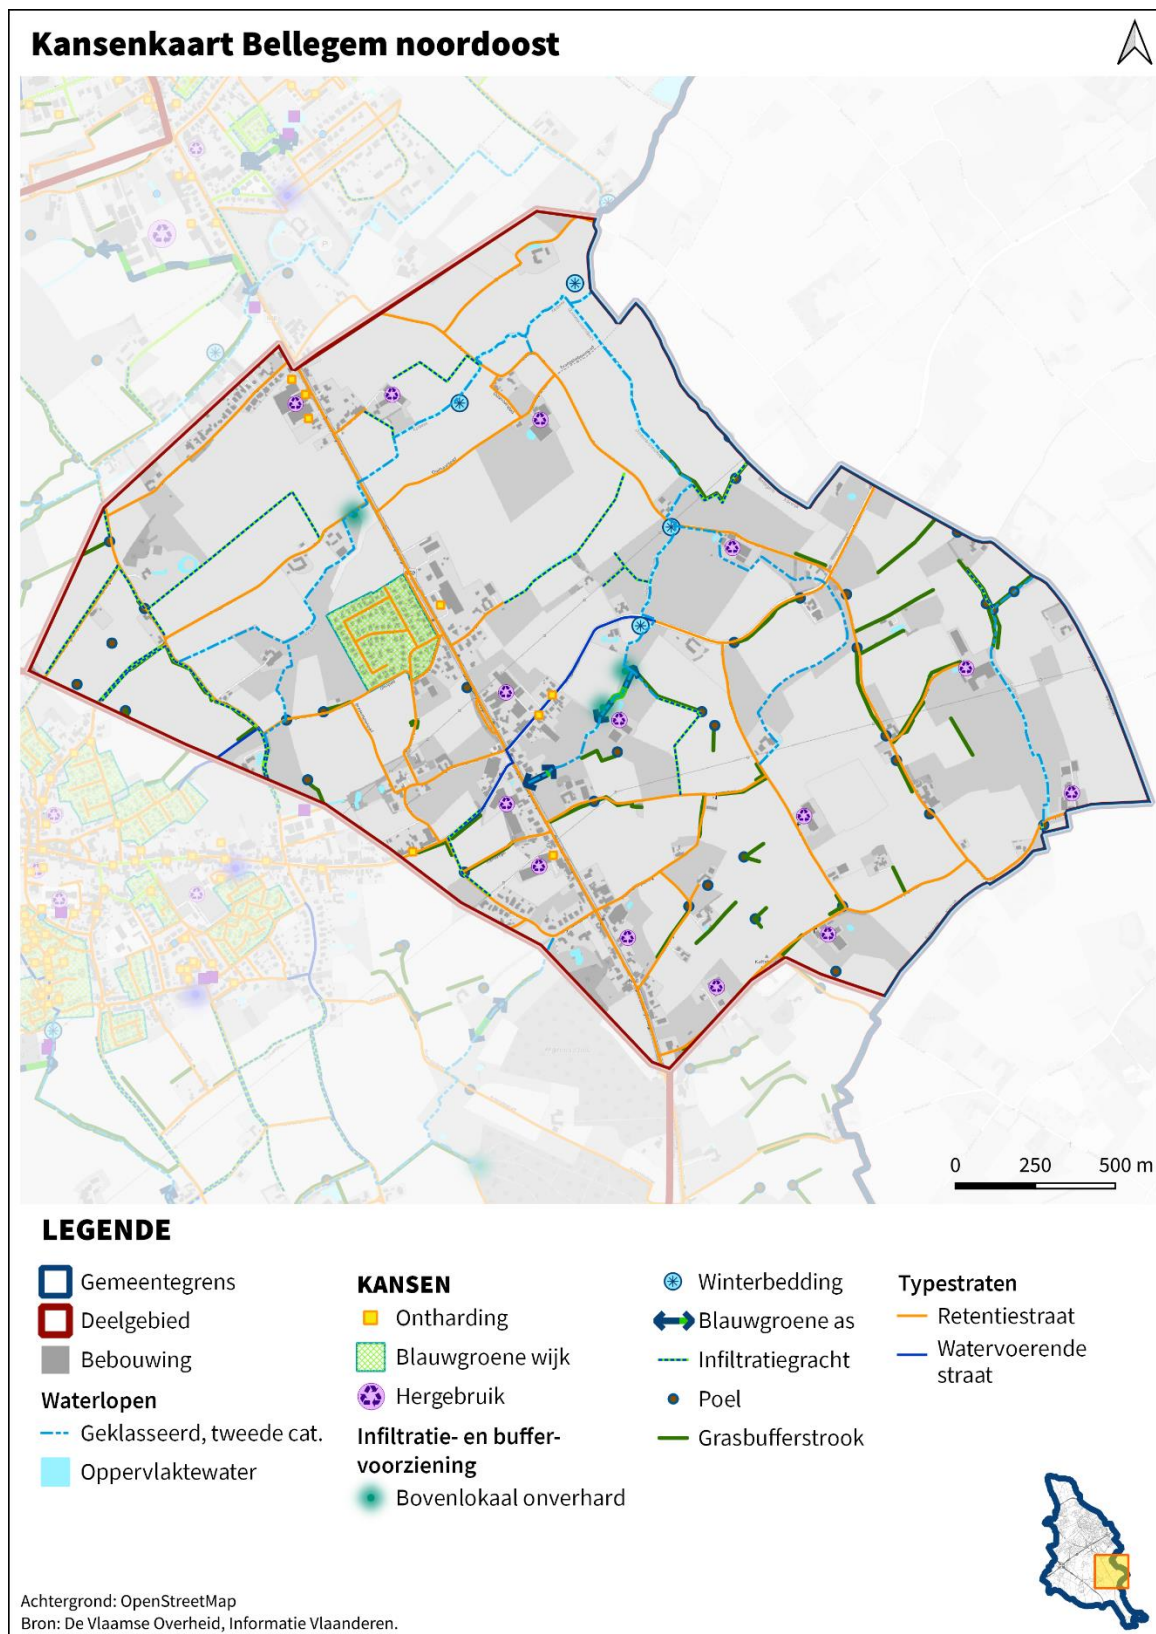 Kansenkaart Bellegem noordoost
P
0 250 500 m
LEGENDE
Gemeentegrens
Deelgebied
Bebouwing
Waterlopen
Geklasseerd, tweede cat.
Oppervlaktewater
KANSEN
Ontharding
Blauwgroene wijk
Hergebruik
Infiltratie- en buffer-
voorziening
Bovenlokaal onverhard
Winterbedding
Blauwgroene as
Infiltratiegracht
Poel
Grasbufferstrook
Typestraten
Retentiestraat
Watervoerende
straat
Achtergrond: OpenStreetMap
Bron: De Vlaamse Overheid, Informatie Vlaanderen.